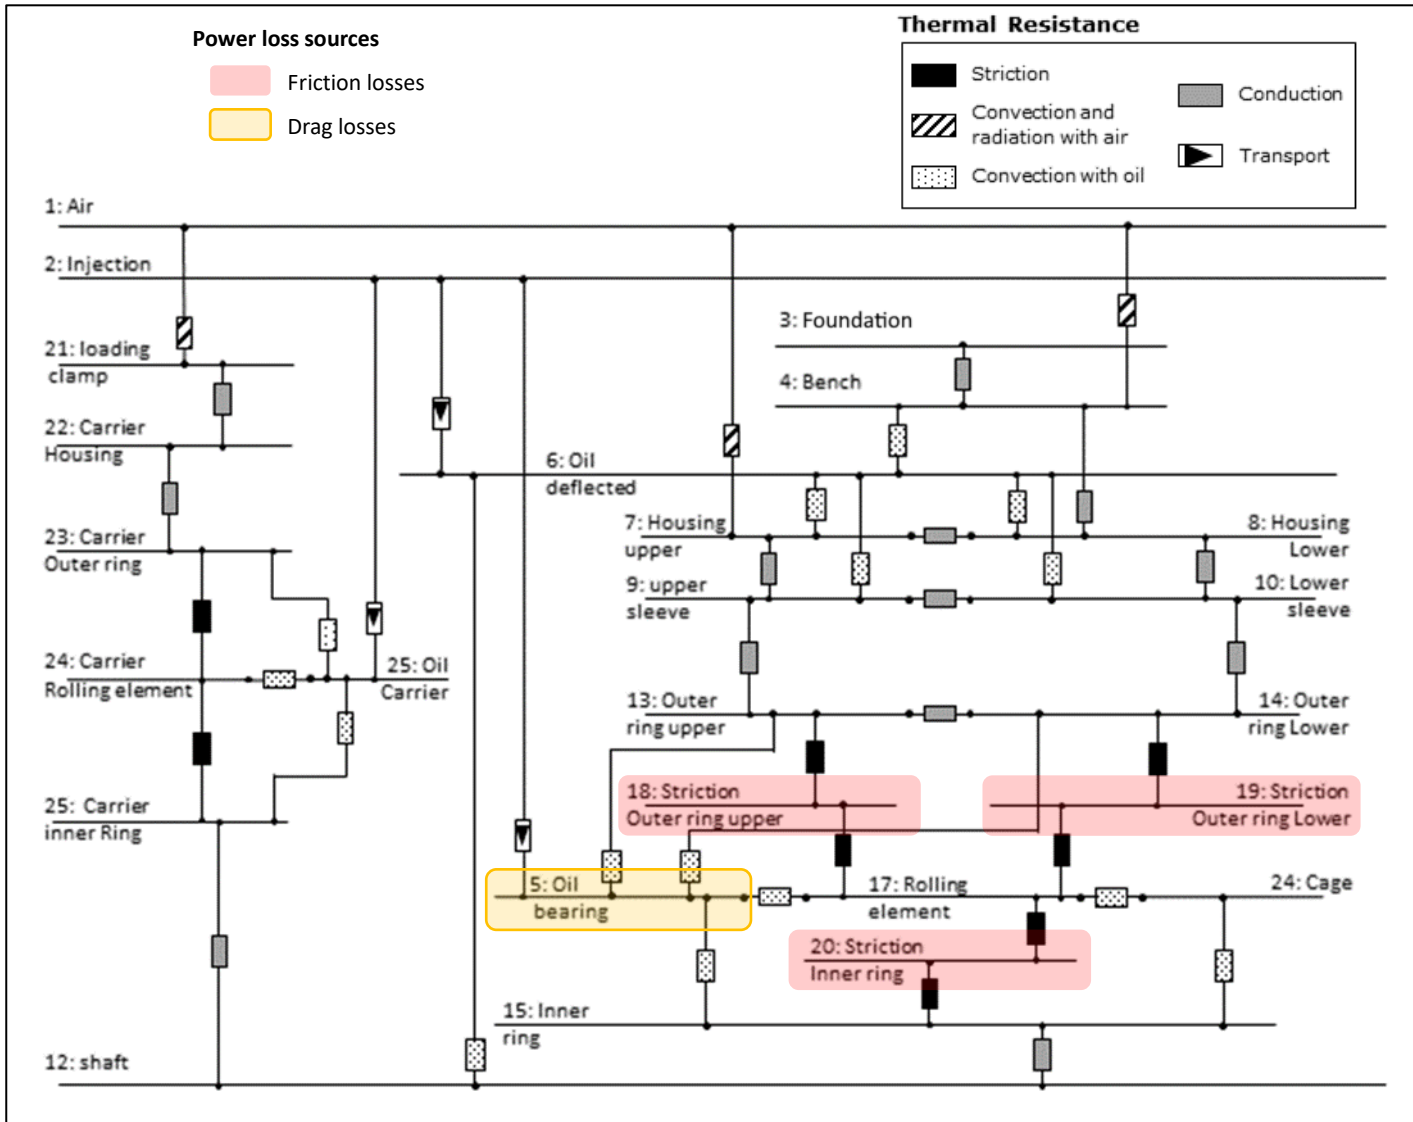 Power loss sources
Friction losses
Drag losses
Thermal Resistance
Striction
Convection and
radiation with air
Convection with oil
Conduction
Transport
1: Air
2: Injection
3: Foundation
4: Bench
21: loading
clamp
22: Carrier
Housing
6: Oil
deflected
7: Housing
upper
8: Housing
Lower
23: Carrier
Outer ring
9: upper
sleeve
10: Lower
sleeve
24: Carrier
Rolling element
25: Oil
Carrier
13: Outer
ring upper
14: Outer
ring Lower
18: Striction
Outer ring upper
19: Striction
Outer ring Lower
25: Carrier
inner Ring
5: Oil
bearing
17: Rolling
element
24: Cage
20: Striction
Inner ring
15: Inner
ring
12: shaft